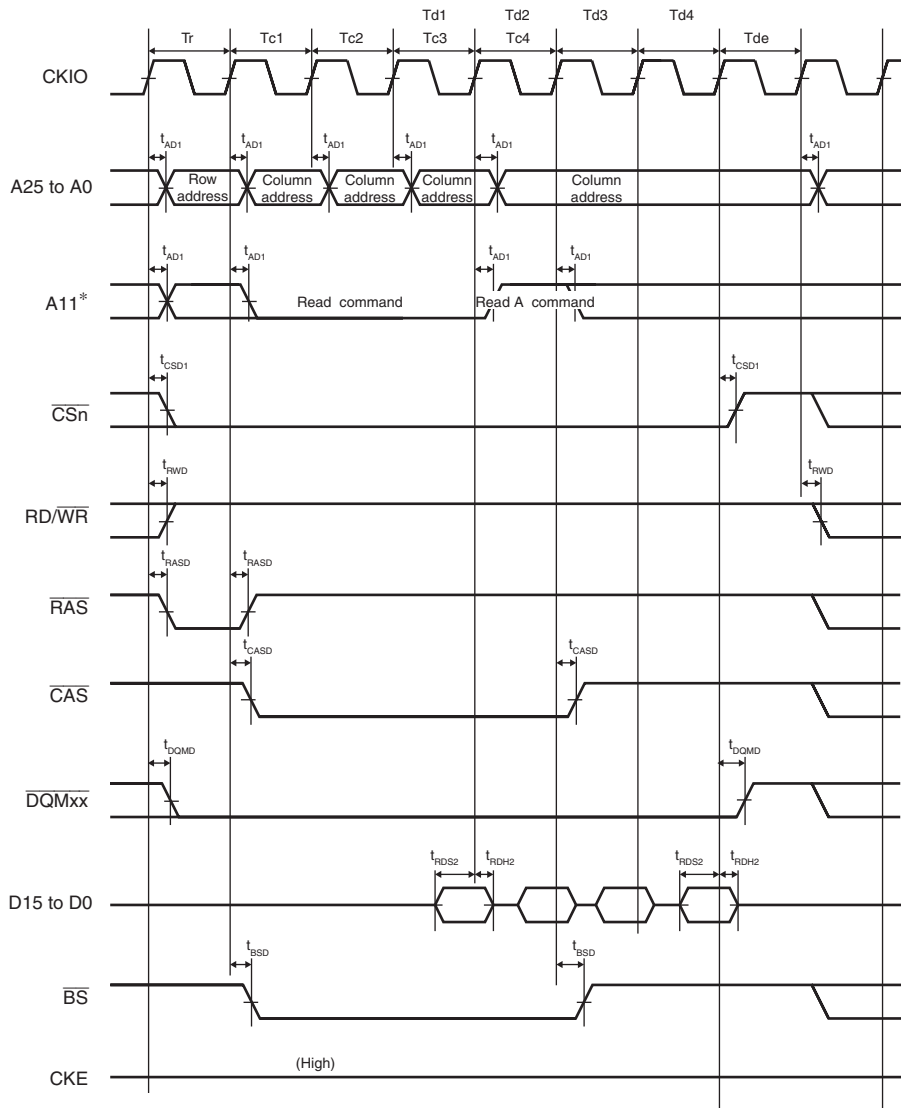 Td1 Td2 Td3 Td4
Tr Tc1 Tc2 Tc3 Tc4 Tde
CKIO
tAD1 tAD1 tAD1 tAD1 tAD1 tAD1
A25 to A0
Row address Column address Column address Column address Column address
tAD1 tAD1 tAD1 tAD1
A11*
Read command Read A command
tCSD1 tCSD1
CSn
tRWD tRWD
RD/WR
tRASD tRASD
RAS
tCASD tCASD
CAS
tDQMD tDQMD
DQMxx
tRDS2 tRDH2 tRDS2 tRDH2
D15 to D0
tBSD tBSD
BS
(High)
CKE